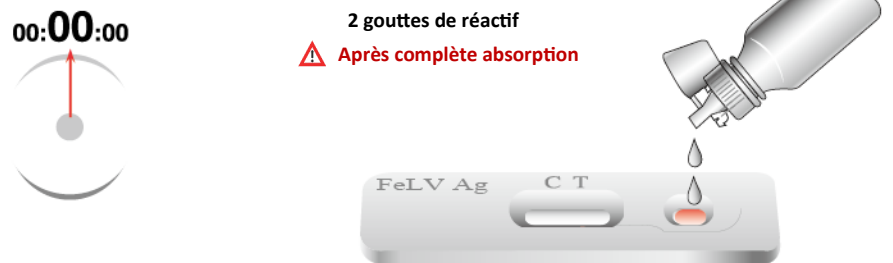 00:00:00
2 gouttes de réactif
Après complète absorption
FeLV Ag
C T